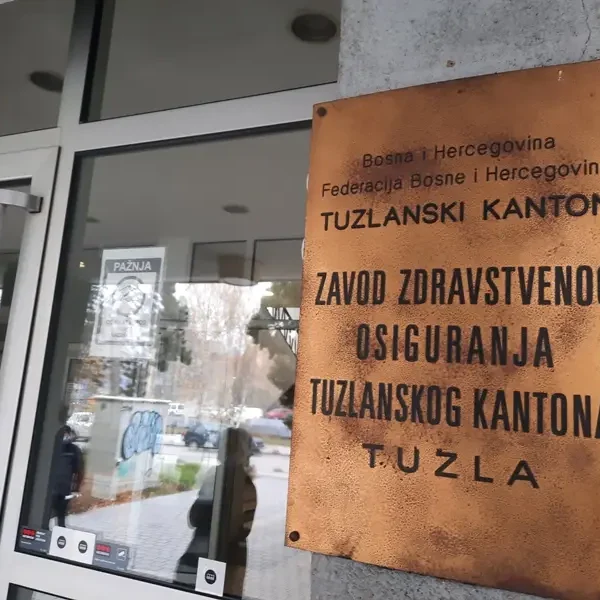 PAŽNJA
Bosna i Hercegovina
Federacija Bosne i Hercegovin
TUZLANSKI KANTON
ZAVOD ZDRAVSTVENOG
OSIGURANJA
TUZLANSKOG KANTONA
TUZLA